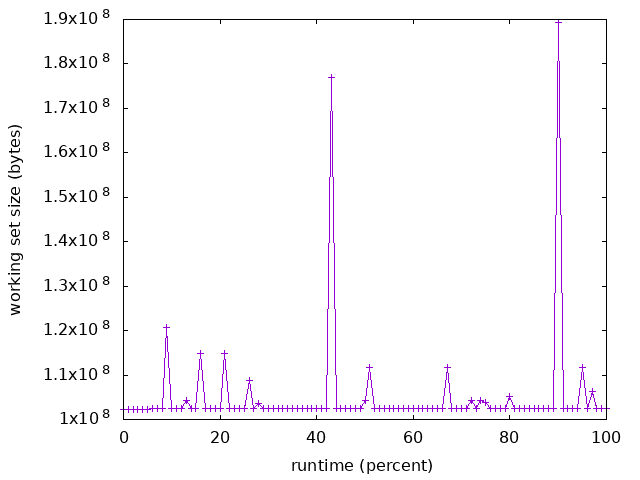 1.9x10 8
1.8x10 8
1.7x10 8
1.6x10 8
1.5x10 8
1.4x10 8
1.3x10 8
1.2x10 8
1.1x10 8
1x10 8
working set size (bytes)
0 20 40 60 80 100
runtime (percent)